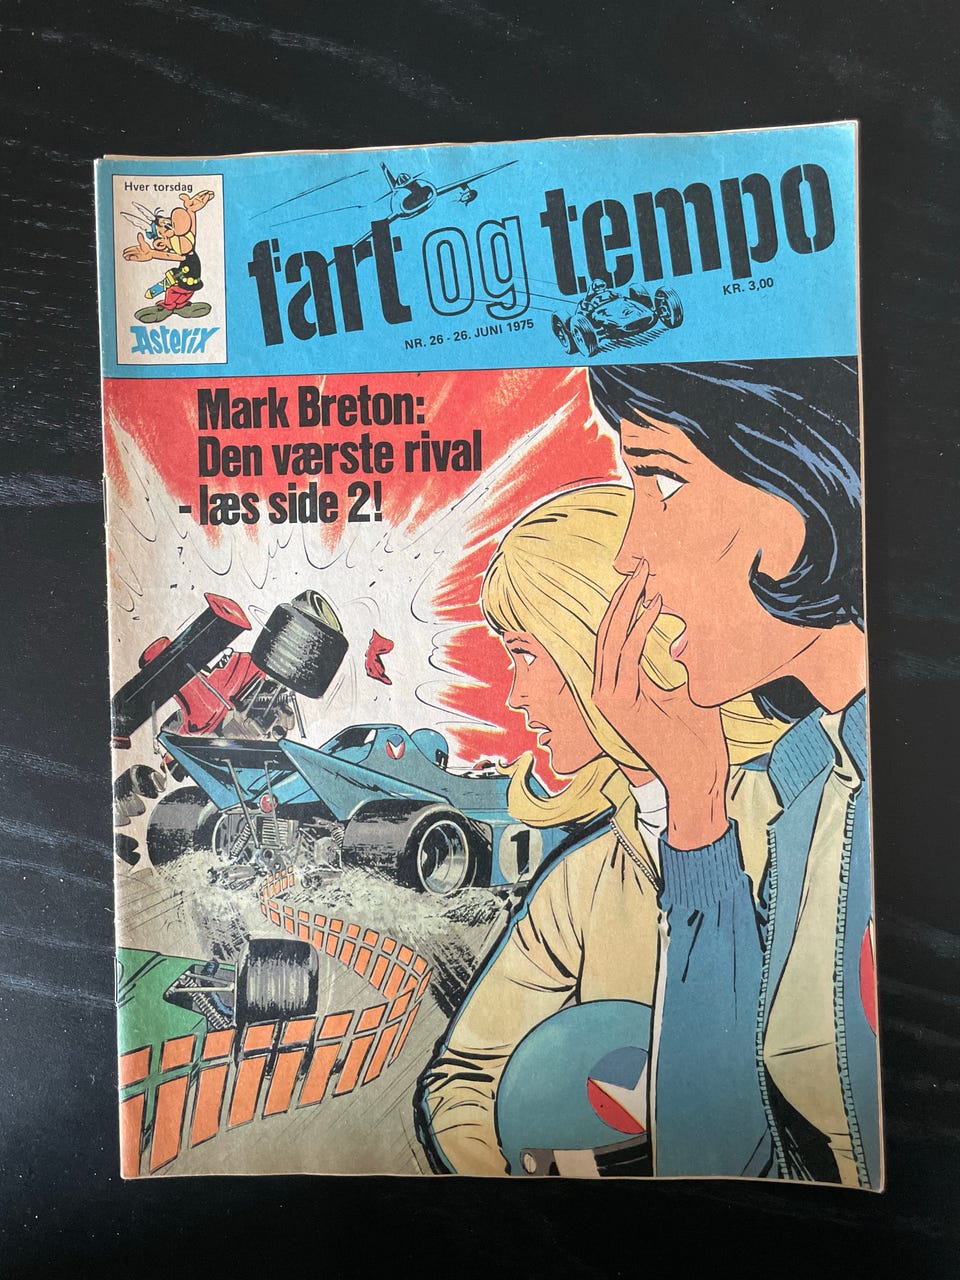 Hver torsdag
Asterix
fart og tempo
NR. 26 - 26. JUNI 1975
KR. 3,00
Mark Breton:
Den værste rival
- læs side 2!
1